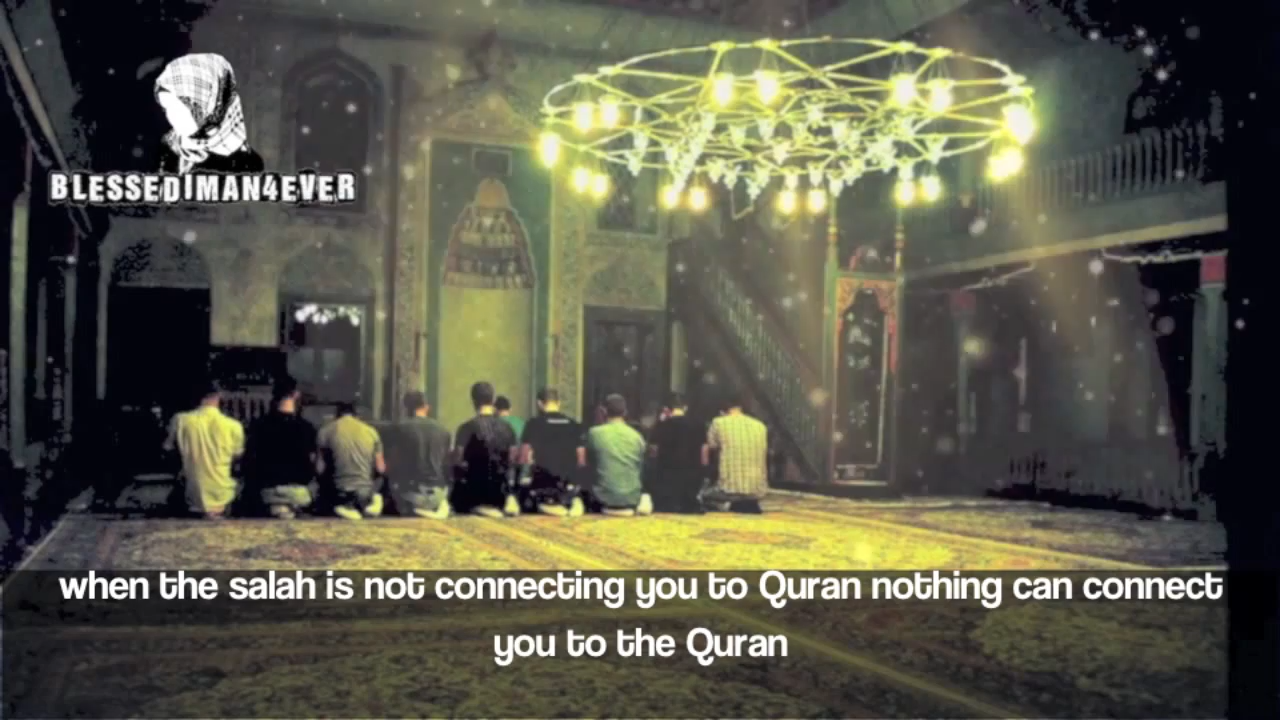 BLESSEDIMAN4EVER
when the salah is not connecting you to Quran nothing can connect
you to the Quran